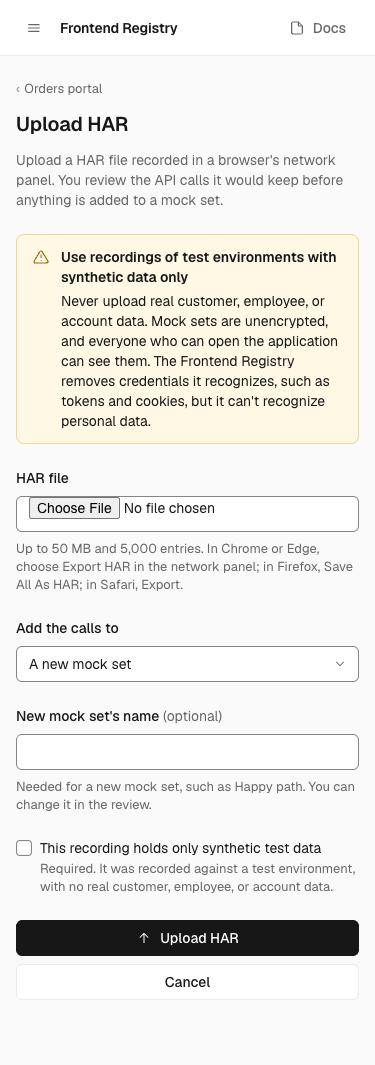 Frontend Registry
Docs
‹ Orders portal
Upload HAR
Upload a HAR file recorded in a browser's network
panel. You review the API calls it would keep before
anything is added to a mock set.
Use recordings of test environments with
synthetic data only
Never upload real customer, employee, or
account data. Mock sets are unencrypted,
and everyone who can open the application
can see them. The Frontend Registry
removes credentials it recognizes, such as
tokens and cookies, but it can't recognize
personal data.
HAR file
Choose File No file chosen
Up to 50 MB and 5,000 entries. In Chrome or Edge,
choose Export HAR in the network panel; in Firefox, Save
All As HAR; in Safari, Export.
Add the calls to
A new mock set
New mock set's name (optional)
Needed for a new mock set, such as Happy path. You can
change it in the review.
This recording holds only synthetic test data
Required. It was recorded against a test environment,
with no real customer, employee, or account data.
Upload HAR
Cancel